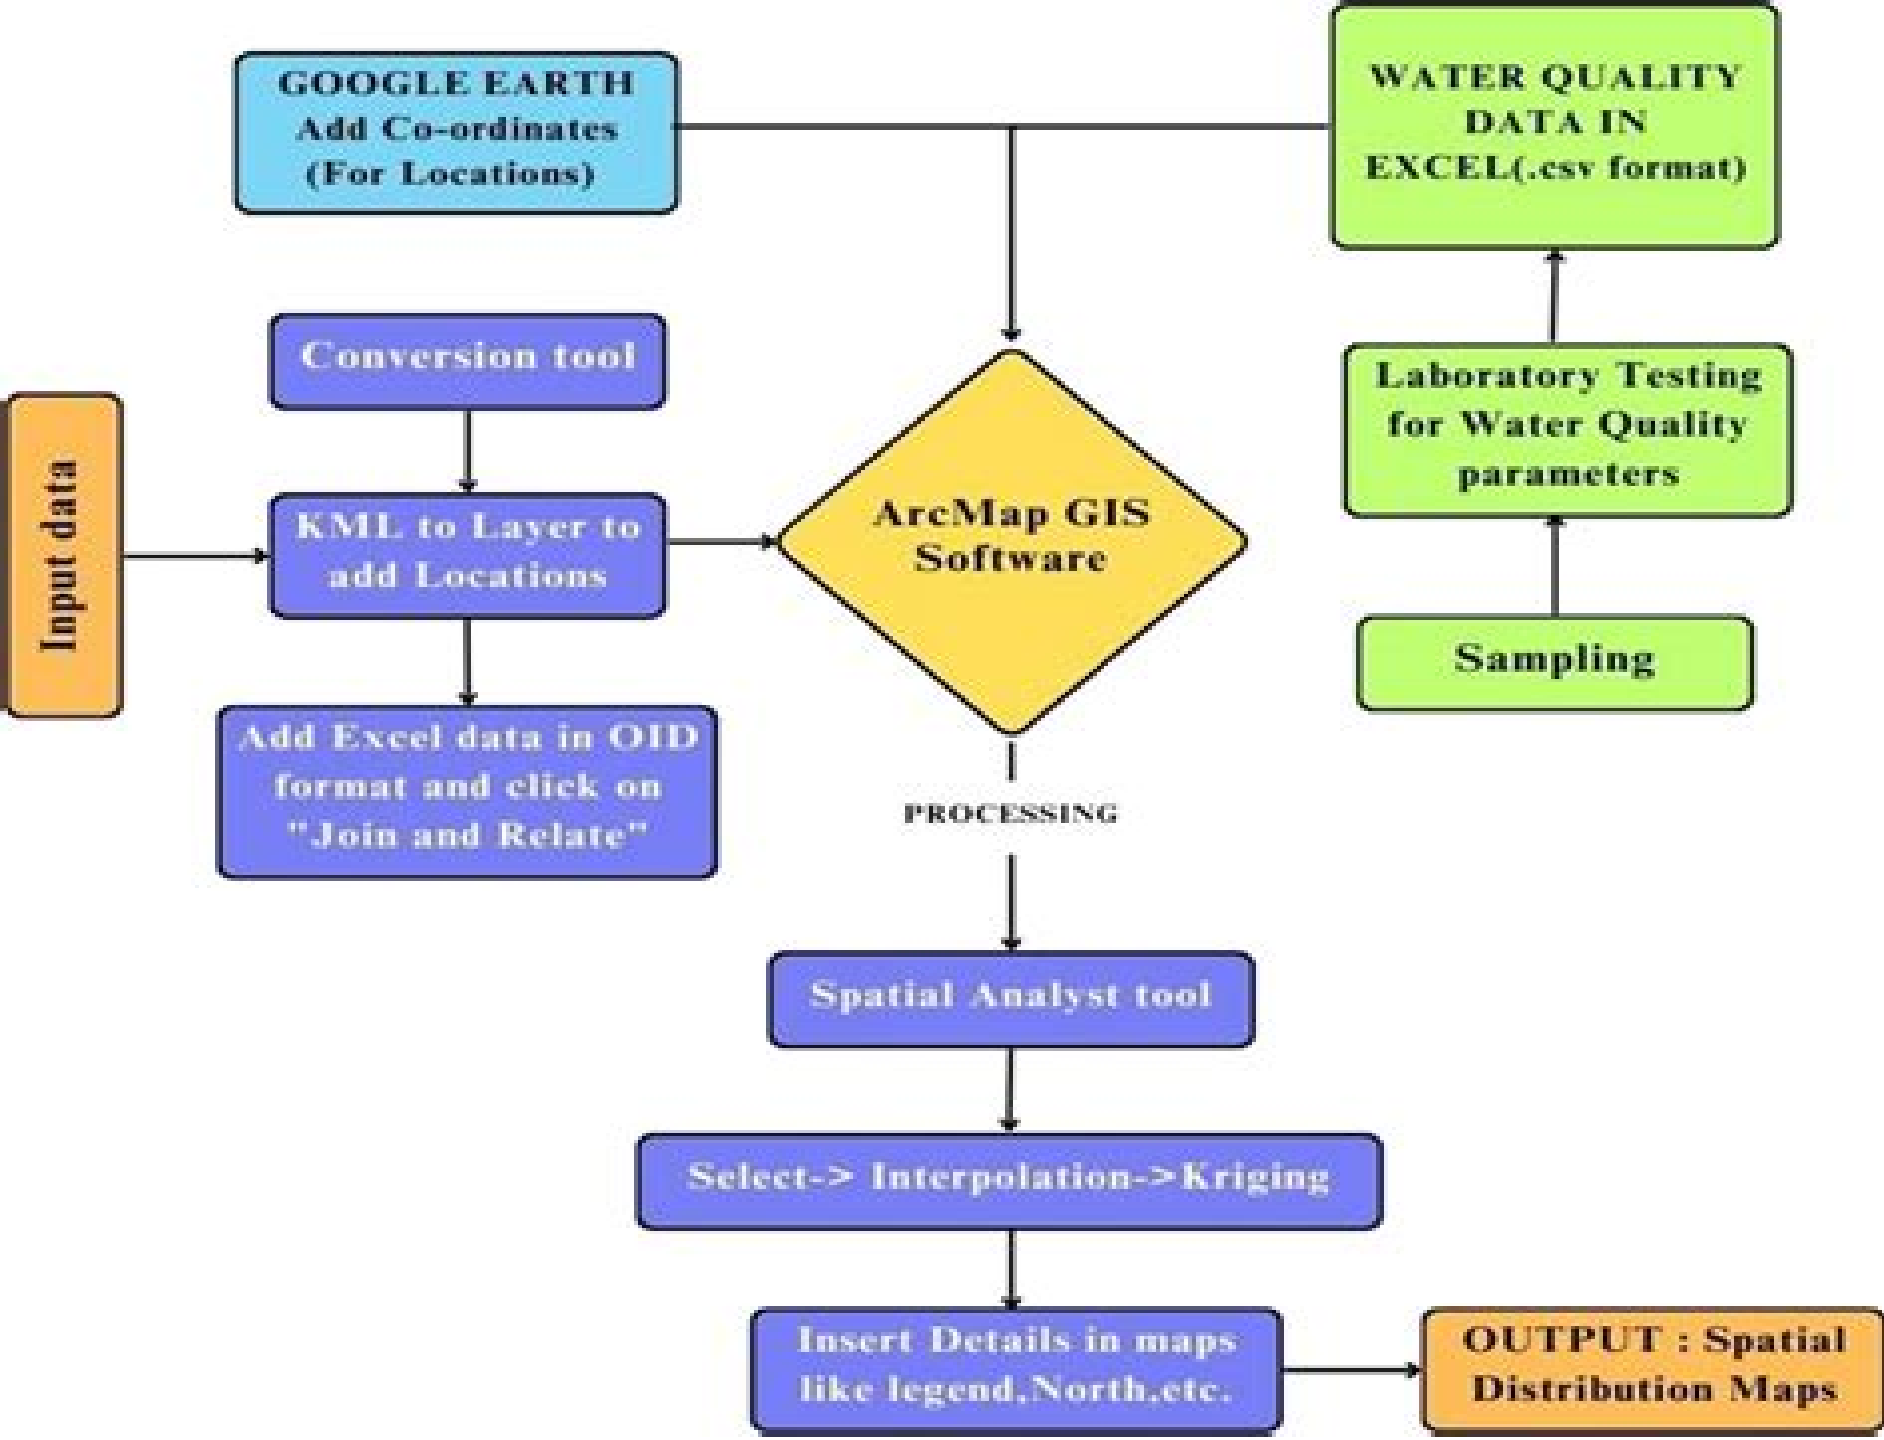 GOOGLE EARTH
Add Co-ordinates
(For Locations)
WATER QUALITY
DATA IN
EXCEL(.csv format)
Conversion tool
Laboratory Testing
for Water Quality
parameters
Input data
KML to Layer to
add Locations
ArcMap GIS
Software
Sampling
Add Excel data in OID
format and click on
"Join and Relate"
PROCESSING
Spatial Analyst tool
Select-> Interpolation->Kriging
Insert Details in maps
like legend,North,etc.
OUTPUT : Spatial
Distribution Maps